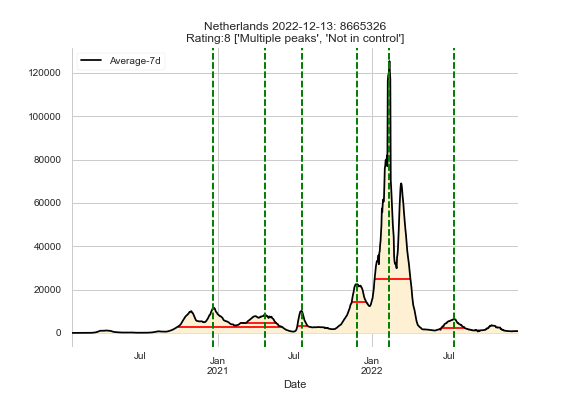 Netherlands 2022-12-13: 8665326
Rating:8 ['Multiple peaks', 'Not in control']
Average-7d
120000
100000
80000
60000
40000
20000
0
Jul
Jan
2021
Jul
Jan
2022
Jul
Date